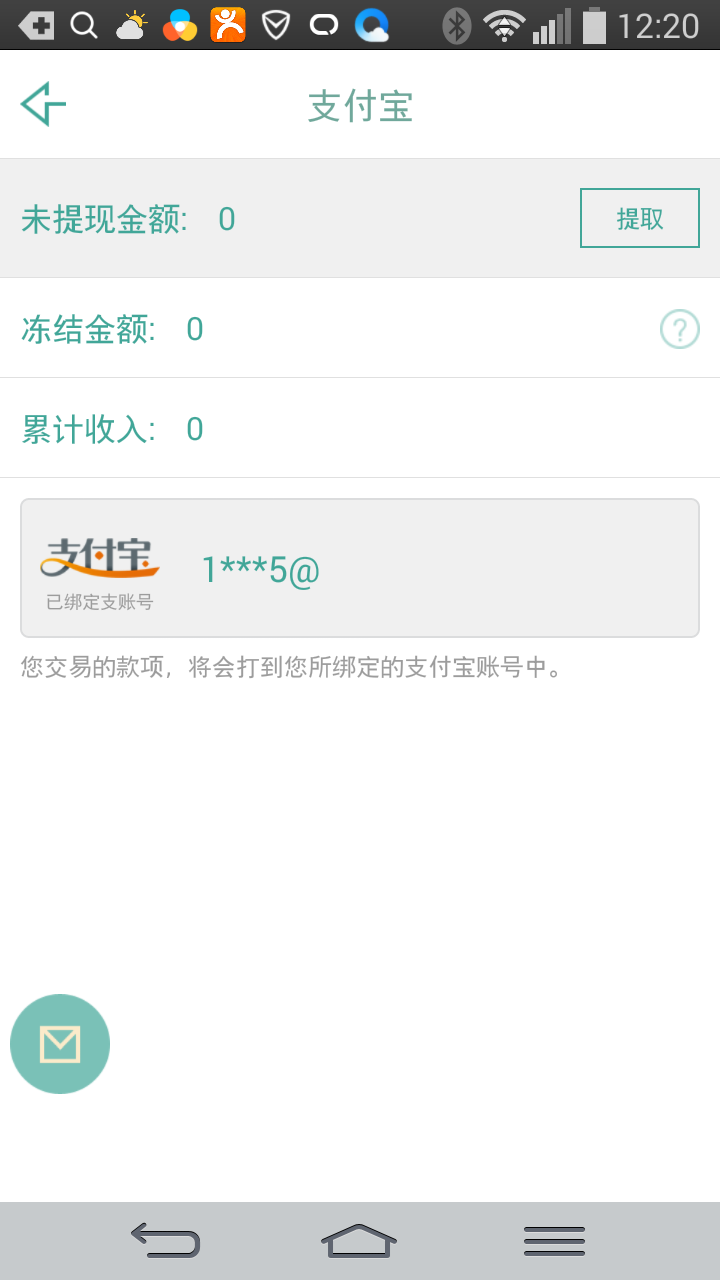 12:20
支付宝
未提现金额: 0
提取
冻结金额: 0
?
累计收入: 0
支付宝
1***5@
已绑定支账号
您交易的款项，将会打到您所绑定的支付宝账号中。